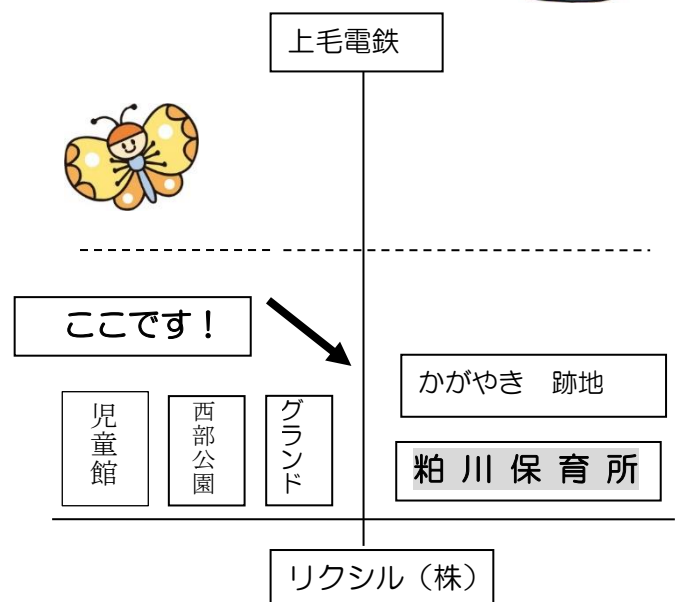 上毛電鉄
ここです！
かがやき　跡地
児童館
西部公園
グランド
粕川保育所
リクシル（株）